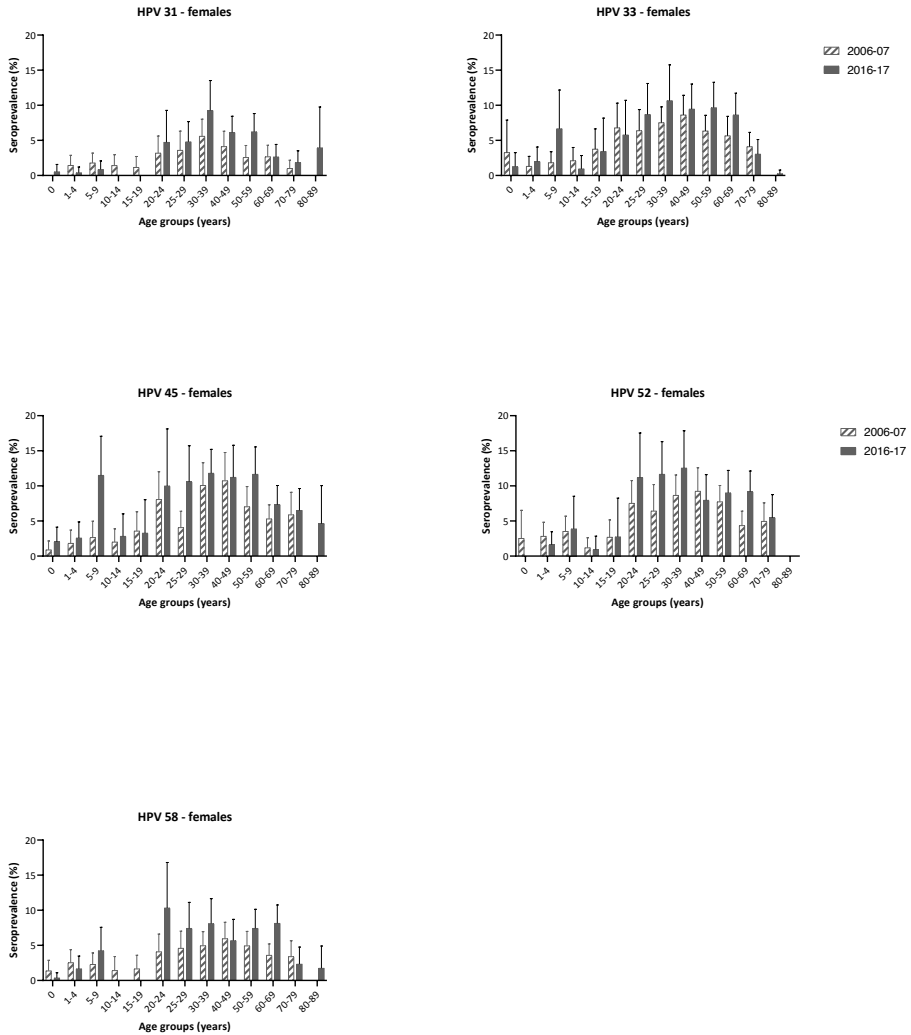 HPV 31 - females
20
15
10
5
0
Seroprevalence (%)
0 1-4 5-9 10-14 15-19 20-24 25-29 30-39 40-49 50-59 60-69 70-79 80-89
Age groups (years)
HPV 33 - females
20
15
10
5
0
Seroprevalence (%)
0 1-4 5-9 10-14 15-19 20-24 25-29 30-39 40-49 50-59 60-69 70-79 80-89
Age groups (years)
2006-07
2016-17
HPV 45 - females
20
15
10
5
0
Seroprevalence (%)
0 1-4 5-9 10-14 15-19 20-24 25-29 30-39 40-49 50-59 60-69 70-79 80-89
Age groups (years)
HPV 52 - females
20
15
10
5
0
Seroprevalence (%)
0 1-4 5-9 10-14 15-19 20-24 25-29 30-39 40-49 50-59 60-69 70-79 80-89
Age groups (years)
2006-07
2016-17
HPV 58 - females
20
15
10
5
0
Seroprevalence (%)
0 1-4 5-9 10-14 15-19 20-24 25-29 30-39 40-49 50-59 60-69 70-79 80-89
Age groups (years)